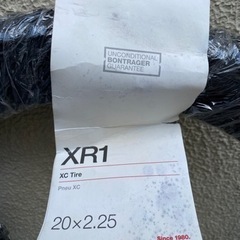 UNCONDITIONAL
BONTRAGER
GUARANTEE
XR1
XC Tire
Pneu XC
20×2.25
Since 1980.